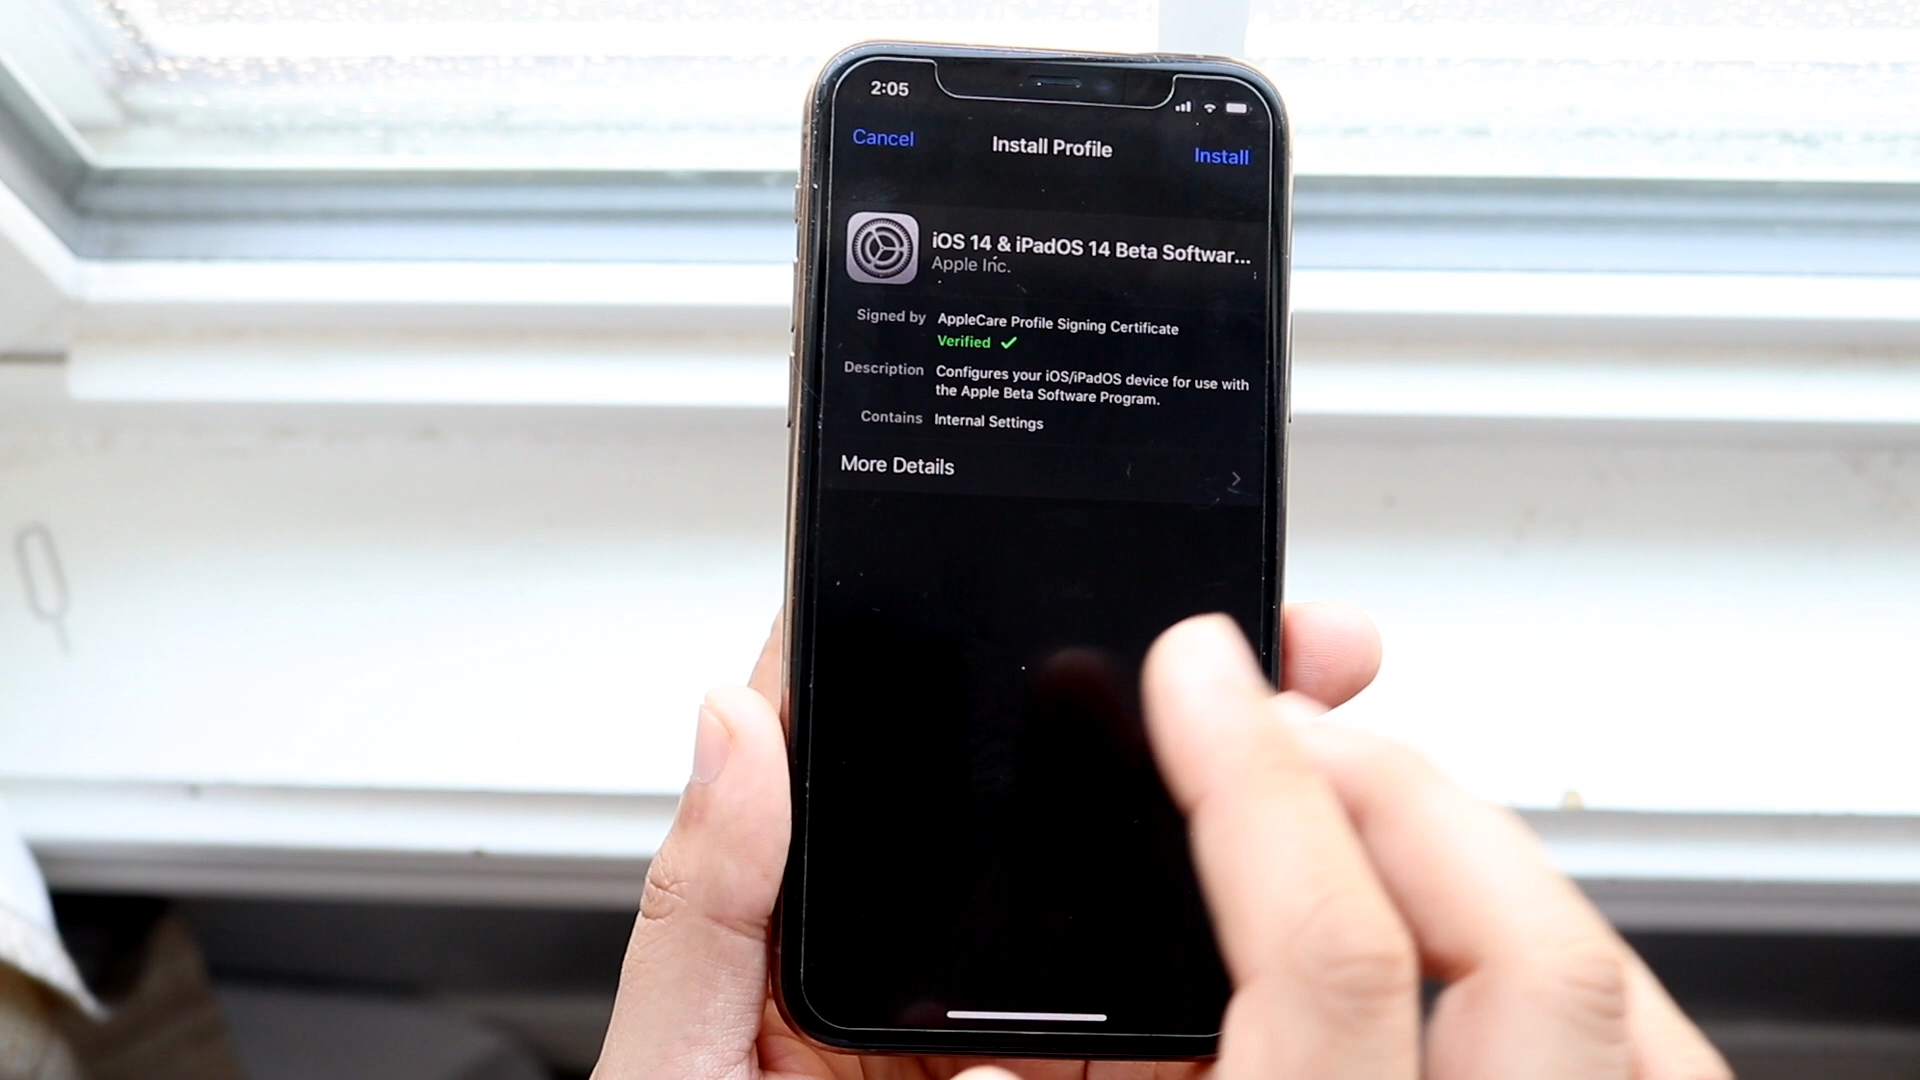 2:05
Cancel
Install Profile
Install
iOS 14 & iPadOS 14 Beta Softwar...
Apple Inc.
Signed by
AppleCare Profile Signing Certificate
Verified
Description
Configures your iOS/iPadOS device for use with
the Apple Beta Software Program.
Contains
Internal Settings
More Details